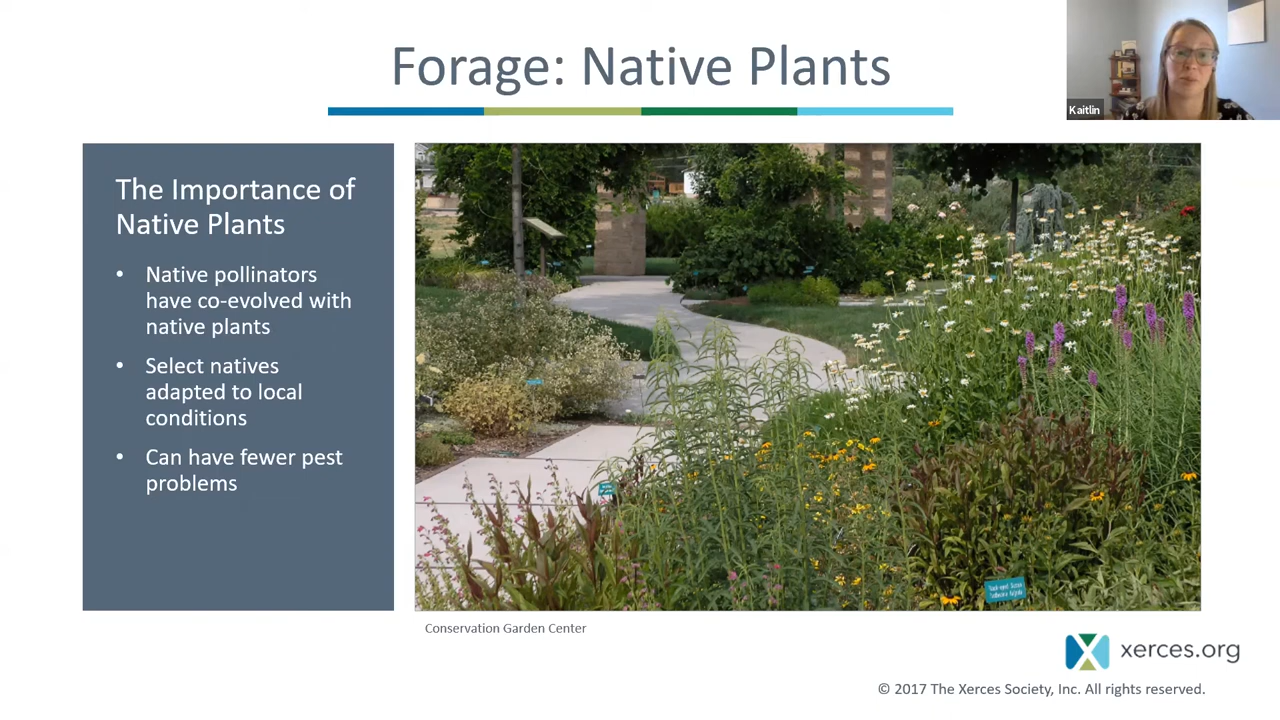 Forage: Native Plants
Kaitlin
The Importance of
Native Plants
• Native pollinators
have co-evolved with
native plants
• Select natives
adapted to local
conditions
• Can have fewer pest
problems
Conservation Garden Center
xerces.org
© 2017 The Xerces Society, Inc. All rights reserved.